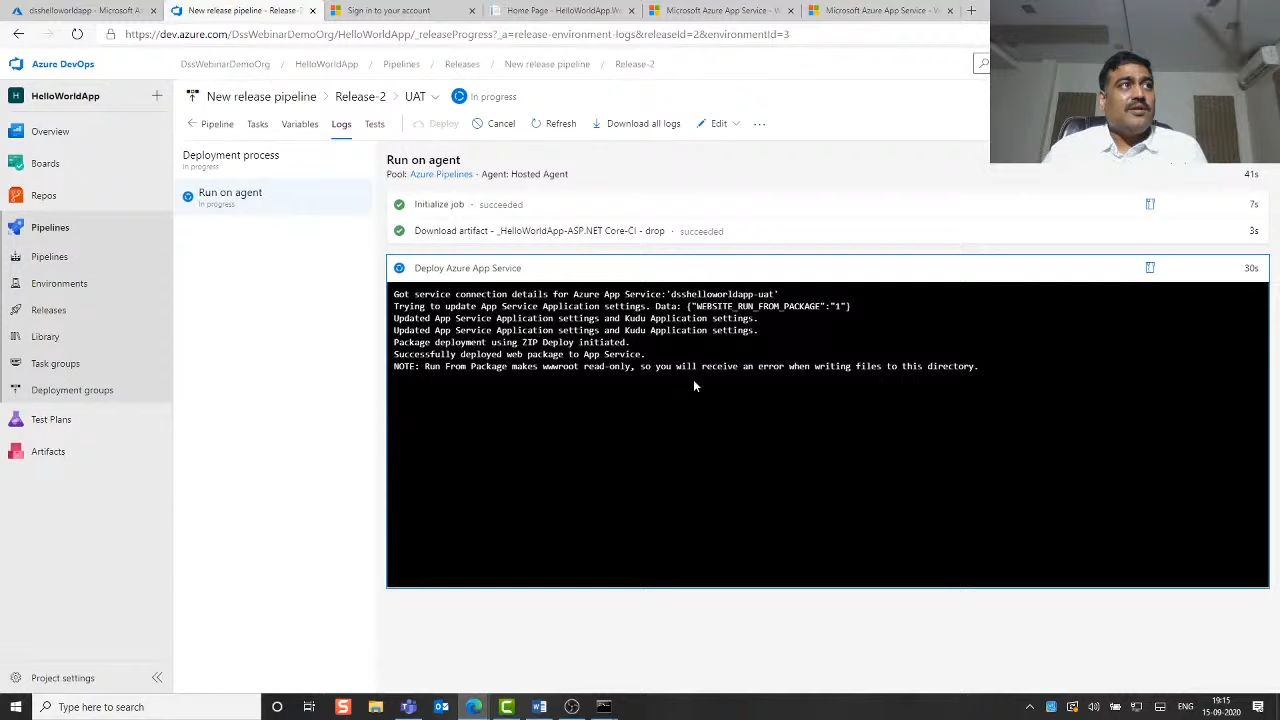 dsshelloworldapp - Microsoft Azu
New release pipeline - Release-
Sign in to your account
HelloWorldApp.Web - HelloWorldA
Microsoft Azure App Service - W
Microsoft Azure App Service - W
https://dev.azure.com/DssWebinarDemoOrg/HelloWorldApp/_releaseProgress?_a=release-environment-logs&releaseId=2&environmentId=3
Azure DevOps
DssWebinarDemoOrg / HelloWorldApp / Pipelines / Releases / New release pipeline / Release-2
H HelloWorldApp
New release pipeline > Release-2 > UAT In progress
Pipeline Tasks Variables Logs Tests Deploy Cancel Refresh Download all logs Edit ...
Overview
Boards
Repos
Pipelines
Pipelines
Environments
Releases
Library
Task groups
Deployment groups
Test Plans
Artifacts
Project settings
Deployment process
In progress
Run on agent
In progress
Run on agent
Pool: Azure Pipelines - Agent: Hosted Agent 41s
Initialize job · succeeded 7s
Download artifact - _HelloWorldApp-ASP.NET Core-CI - drop · succeeded 3s
Deploy Azure App Service 30s
Got service connection details for Azure App Service:'dsshelloworldapp-uat'
Trying to update App Service Application settings. Data: {"WEBSITE_RUN_FROM_PACKAGE":"1"}
Updated App Service Application settings and Kudu Application settings.
Updated App Service Application settings and Kudu Application settings.
Package deployment using ZIP Deploy initiated.
Successfully deployed web package to App Service.
NOTE: Run From Package makes wwwroot read-only, so you will receive an error when writing files to this directory.
Type here to search
ENG
19:15
15-09-2020